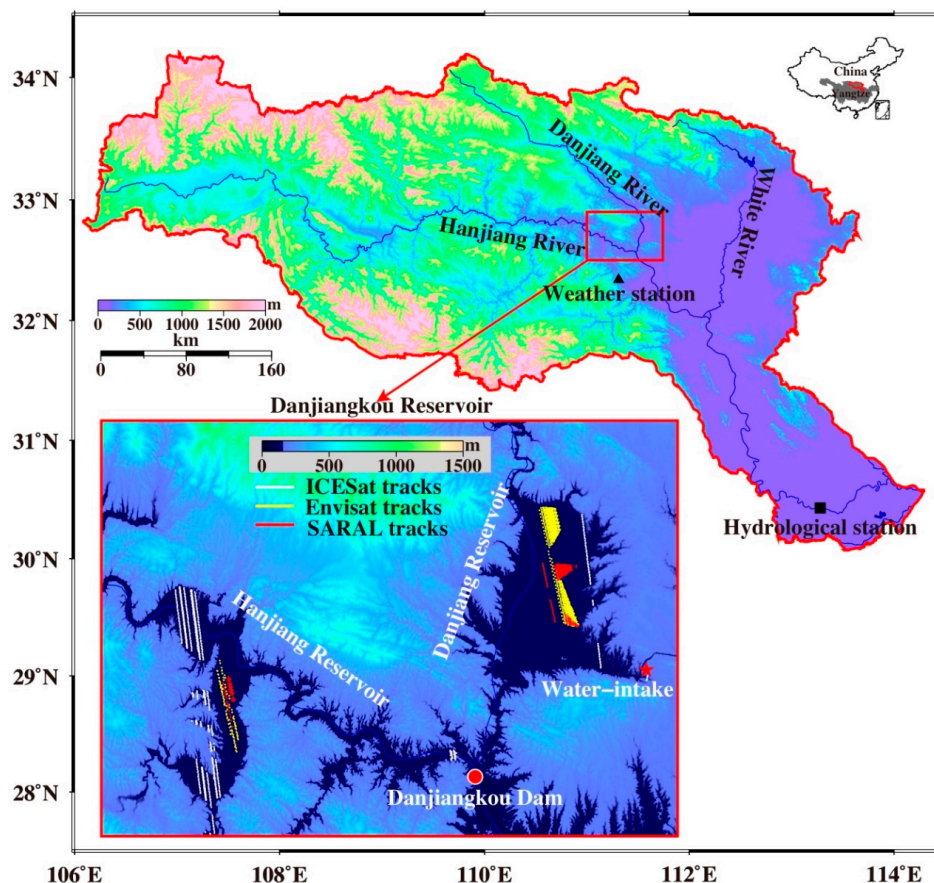 34°N
33°N
32°N
31°N
30°N
29°N
28°N
106°E
108°E
110°E
112°E
114°E
China
Yangtze
Danjiang River
White River
Hanjiang River
Weather station
m
0 500 1000 1500 2000
km
0 80 160
Danjiangkou Reservoir
Hydrological station
m
0 500 1000 1500
ICESat tracks
Envisat tracks
SARAL tracks
Danjiang Reservoir
Hanjiang Reservoir
Water−intake
Danjiangkou Dam